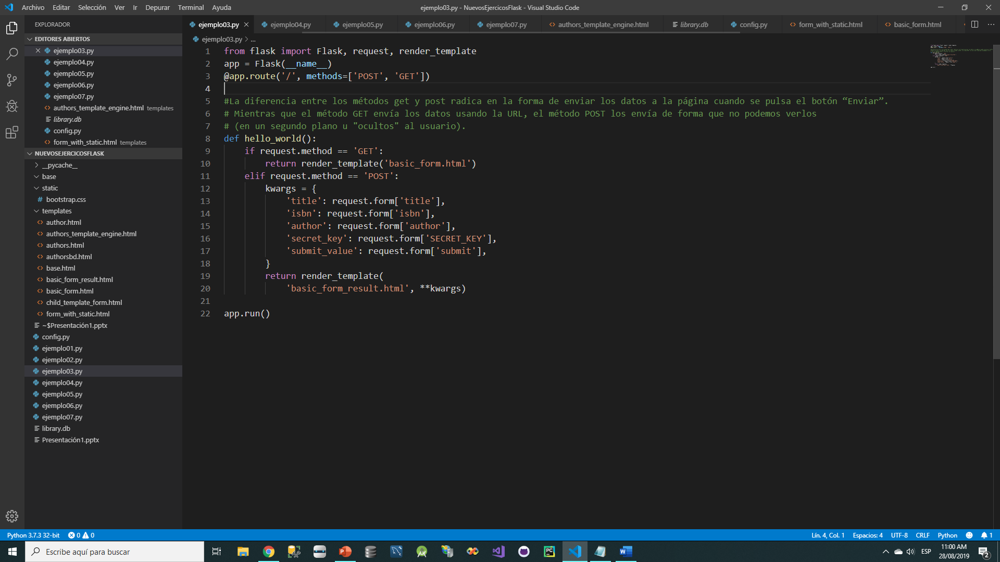 Archivo Editar Selección Ver Ir Depurar Terminal Ayuda
ejemplo03.py - NuevosEjercicosFlask - Visual Studio Code
EXPLORADOR
EDITORES ABIERTOS
ejemplo03.py
ejemplo04.py
ejemplo05.py
ejemplo06.py
ejemplo07.py
authors_template_engine.html templates
library.db
config.py
form_with_static.html templates
NUEVOSEJERCICOSFLASK
__pycache__
base
static
bootstrap.css
templates
author.html
authors_template_engine.html
authors.html
authorsbd.html
base.html
basic_form_result.html
basic_form.html
child_template_form.html
form_with_static.html
~$Presentación1.pptx
config.py
ejemplo01.py
ejemplo02.py
ejemplo03.py
ejemplo04.py
ejemplo05.py
ejemplo06.py
ejemplo07.py
library.db
Presentación1.pptx
ejemplo03.py ejemplo04.py ejemplo05.py ejemplo06.py ejemplo07.py authors_template_engine.html library.db config.py form_with_static.html basic_form.html
ejemplo03.py > ...
1 from flask import Flask, request, render_template
2 app = Flask(__name__)
3 @app.route('/', methods=['POST', 'GET'])
4
5 #La diferencia entre los métodos get y post radica en la forma de enviar los datos a la página cuando se pulsa el botón “Enviar”.
6 # Mientras que el método GET envía los datos usando la URL, el método POST los envía de forma que no podemos verlos
7 # (en un segundo plano u "ocultos" al usuario).
8 def hello_world():
9     if request.method == 'GET':
10         return render_template('basic_form.html')
11     elif request.method == 'POST':
12         kwargs = {
13             'title': request.form['title'],
14             'isbn': request.form['isbn'],
15             'author': request.form['author'],
16             'secret_key': request.form['SECRET_KEY'],
17             'submit_value': request.form['submit'],
18         }
19         return render_template(
20             'basic_form_result.html', **kwargs)
21
22 app.run()
Python 3.7.3 32-bit 0 0
Lín. 4, Col. 1 Espacios: 4 UTF-8 CRLF Python 1
Escribe aquí para buscar
ESP
11:00 AM
28/08/2019
2